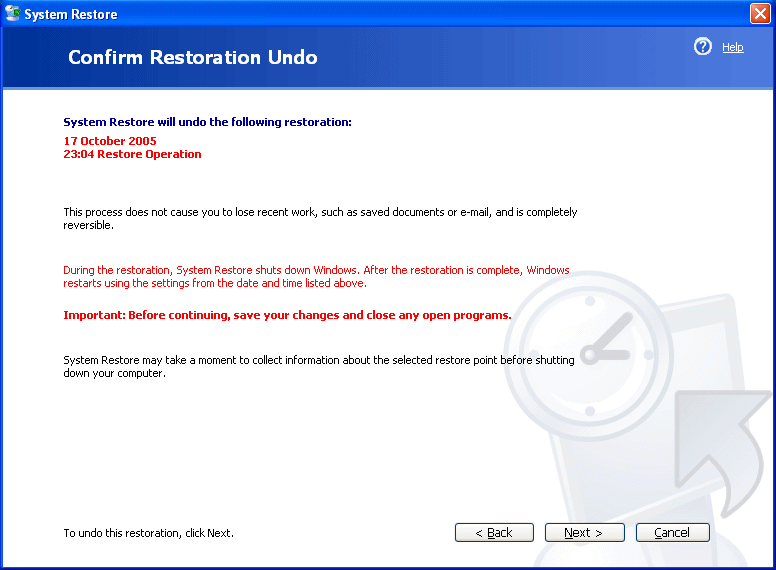 System Restore
Confirm Restoration Undo
Help
System Restore will undo the following restoration:
17 October 2005
23:04 Restore Operation
This process does not cause you to lose recent work, such as saved documents or e-mail, and is completely
reversible.
During the restoration, System Restore shuts down Windows. After the restoration is complete, Windows
restarts using the settings from the date and time listed above.
Important: Before continuing, save your changes and close any open programs.
System Restore may take a moment to collect information about the selected restore point before shutting
down your computer.
To undo this restoration, click Next.
< Back
Next >
Cancel